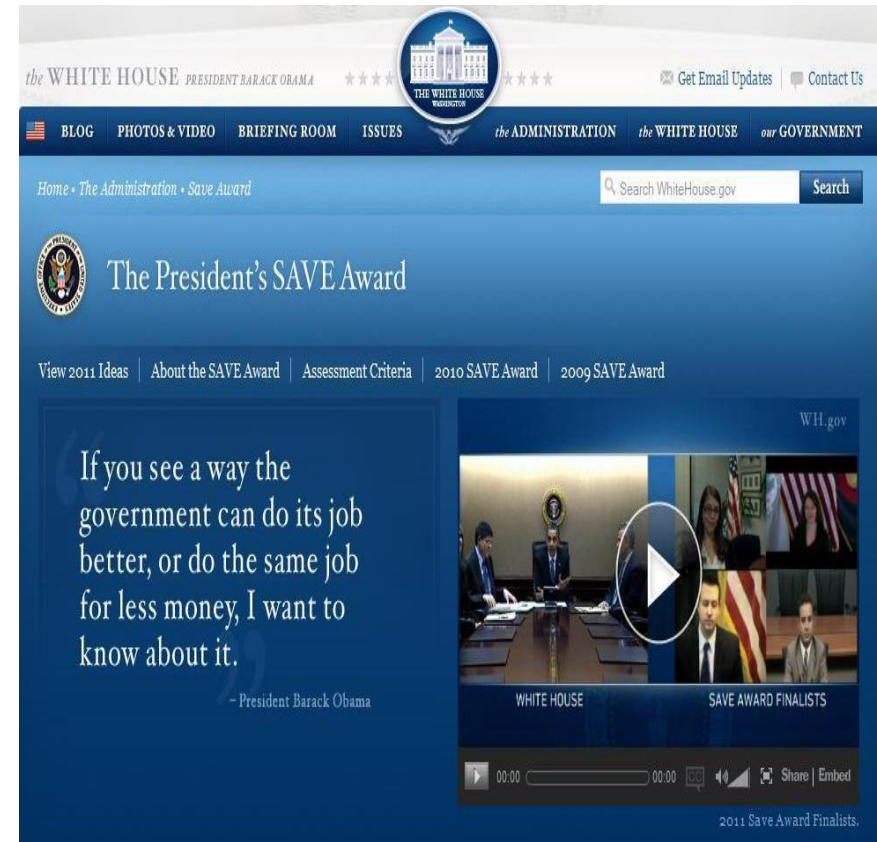 the WHITE HOUSE PRESIDENT BARACK OBAMA
THE WHITE HOUSE
WASHINGTON
Get Email Updates
Contact Us
BLOG PHOTOS & VIDEO BRIEFING ROOM ISSUES the ADMINISTRATION the WHITE HOUSE our GOVERNMENT
Home • The Administration • Save Award
Search WhiteHouse.gov
Search
The President's SAVE Award
View 2011 Ideas | About the SAVE Award | Assessment Criteria | 2010 SAVE Award | 2009 SAVE Award
WH.gov
“If you see a way the
government can do its job
better, or do the same job
for less money, I want to
know about it.”
– President Barack Obama
WHITE HOUSE
SAVE AWARD FINALISTS
00:00 00:00 CC Share | Embed
2011 Save Award Finalists.